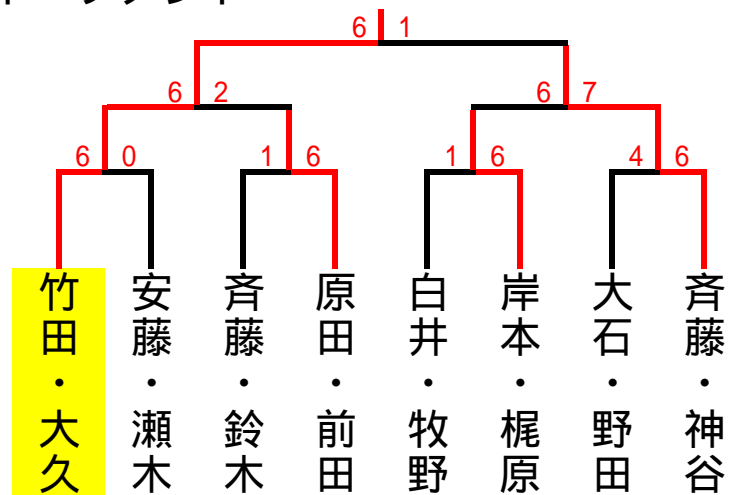 6 1
6 2
6 7
6 0
1 6
1 6
4 6
竹田・大久
安藤・瀬木
斉藤・鈴木
原田・前田
白井・牧野
岸本・梶原
大石・野田
斉藤・神谷